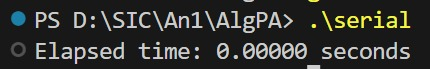 PS D:\SIC\An1\AlgPA> .\serial
Elapsed time: 0.00000 seconds